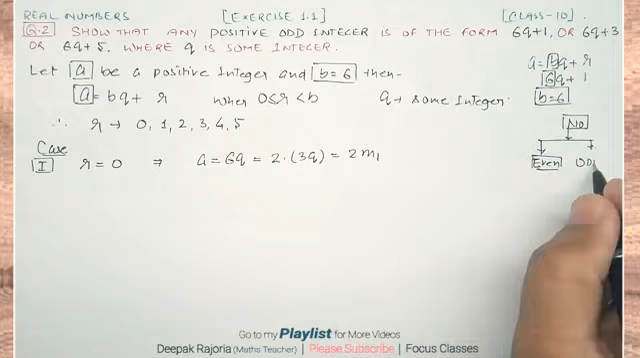 REAL NUMBERS [EXERCISE 1.1] [CLASS-10]
Q.2 SHOW THAT ANY POSITIVE ODD INTEGER IS OF THE FORM 6q+1, OR 6q+3
OR 6q+5. WHERE q IS SOME INTEGER.
Let a be a positive Integer and b=6 then-
a = bq + r when 0≤r<b q→ some Integer.
∴ r → 0, 1, 2, 3, 4, 5
Case
I r = 0 ⇒ a = 6q = 2·(3q) = 2m₁
a = bq + r
6q + 1
b=6
NO
Even OD
Go to my Playlist for More Videos
Deepak Rajoria (Maths Teacher) | Please Subscribe | Focus Classes